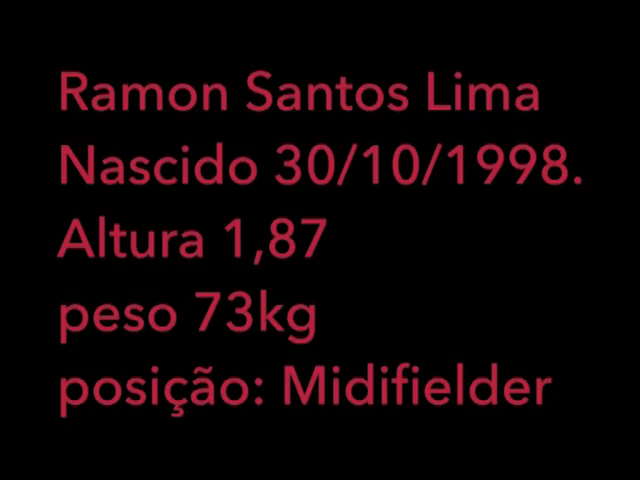 Ramon Santos Lima
Nascido 30/10/1998.
Altura 1,87
peso 73kg
posição: Midifielder